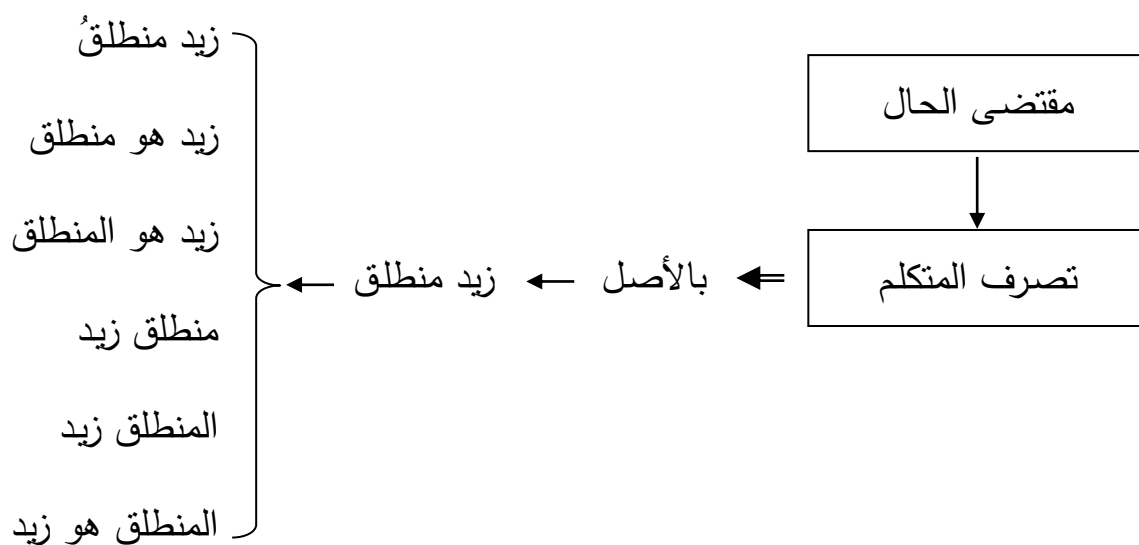 مقتضى الحال
تصرف المتكلم
بالأصل
زيد منطلق
زيد منطلقُ
زيد هو منطلق
زيد هو المنطلق
منطلق زيد
المنطلق زيد
المنطلق هو زيد